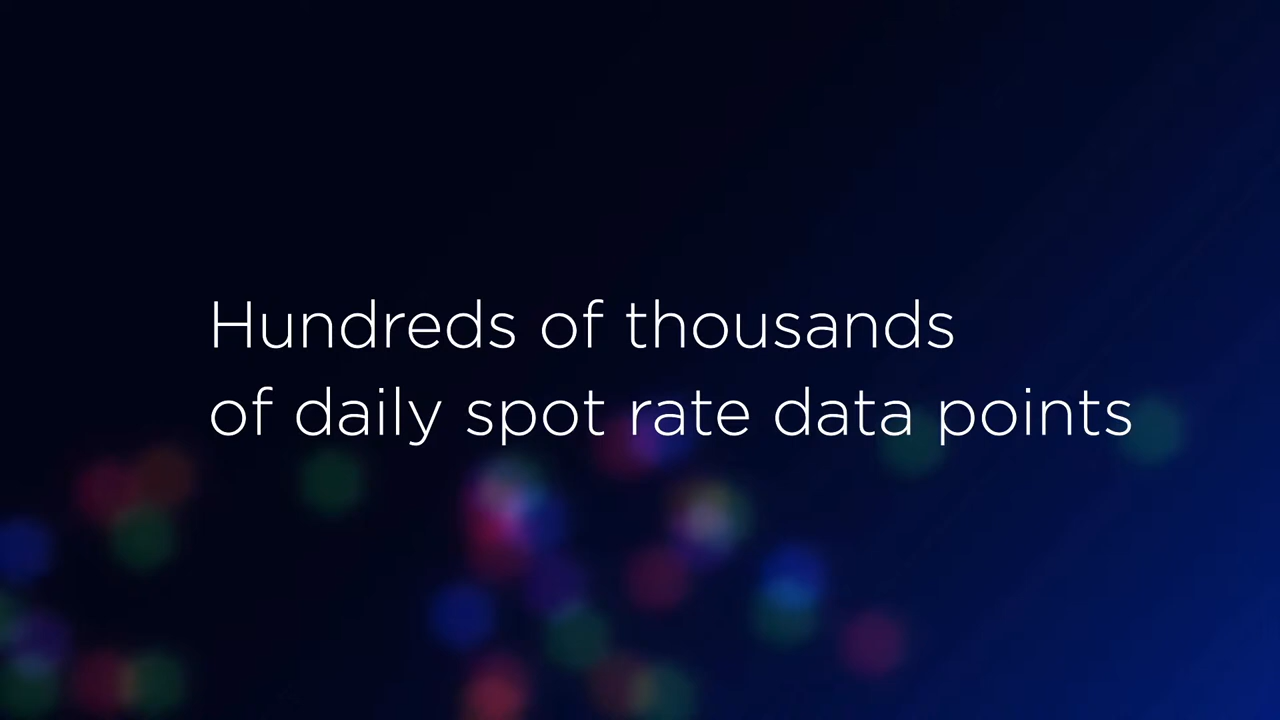 Hundreds of thousands
of daily spot rate data points